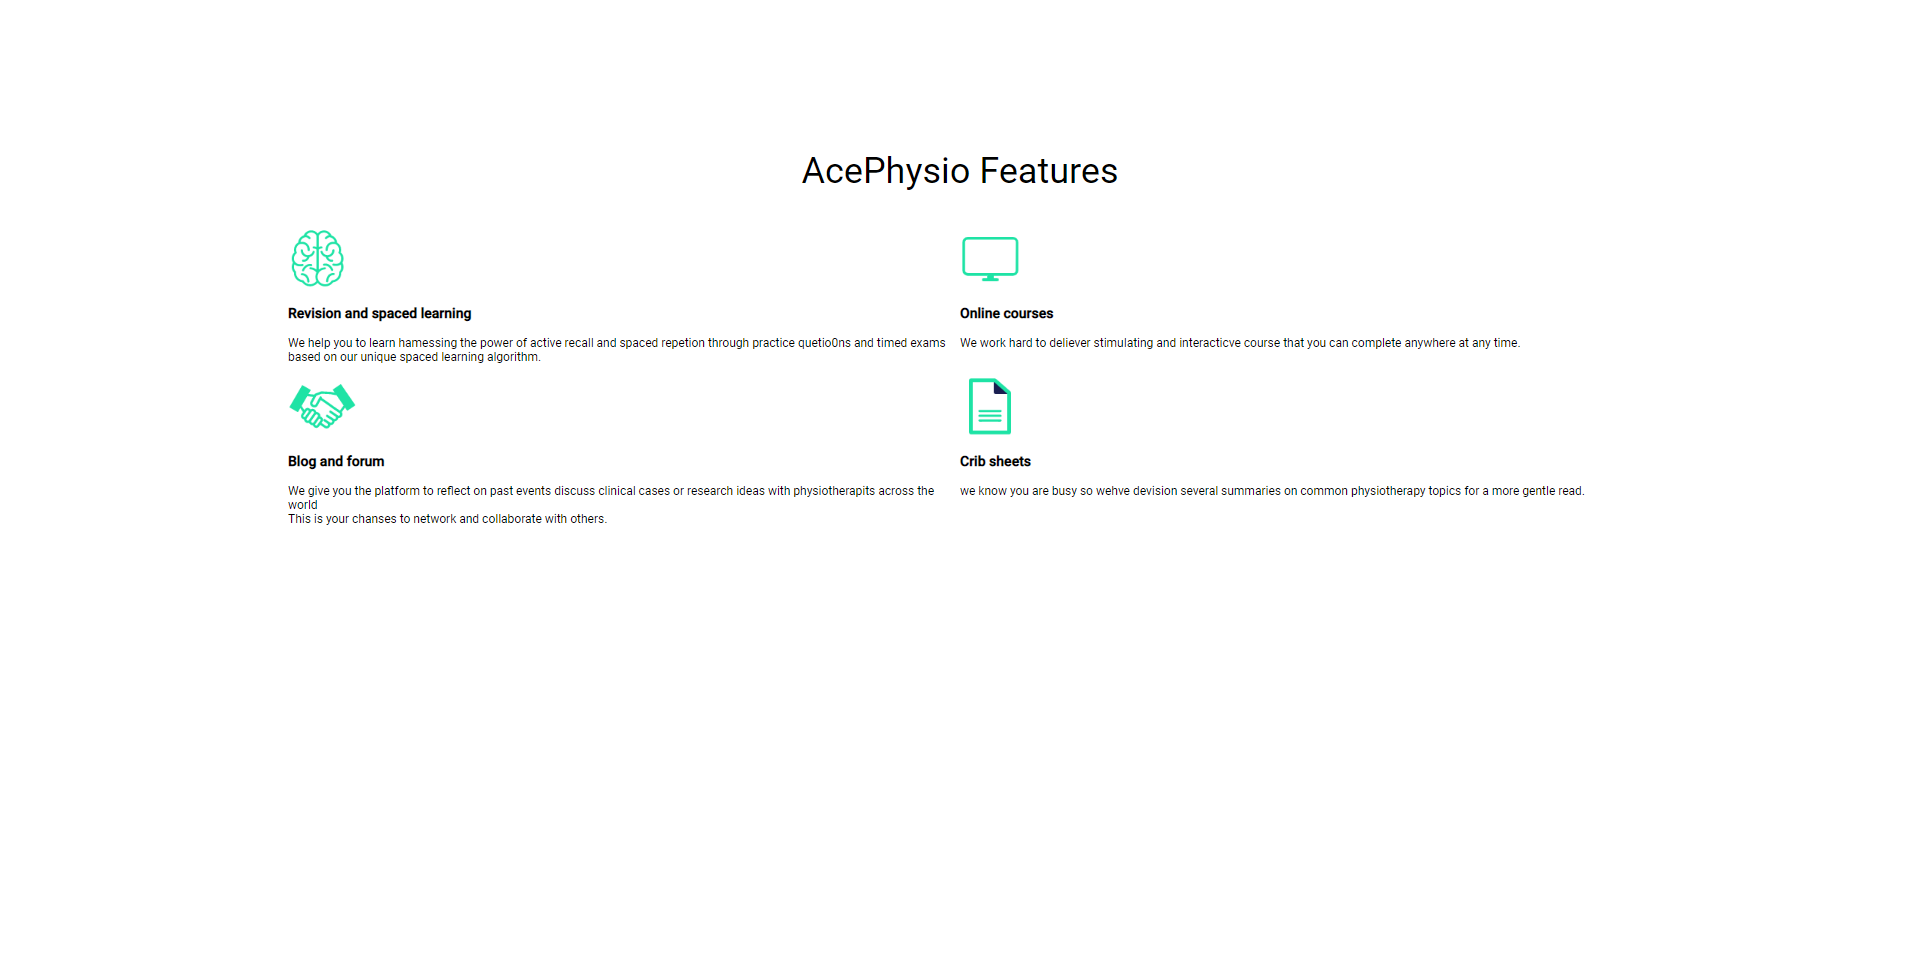 AcePhysio Features
Revision and spaced learning
We help you to learn hamessing the power of active recall and spaced repetion through practice quetio0ns and timed exams
based on our unique spaced learning algorithm.
Online courses
We work hard to deliever stimulating and interacticve course that you can complete anywhere at any time.
Blog and forum
We give you the platform to reflect on past events discuss clinical cases or research ideas with physiotherapits across the
world
This is your chanses to network and collaborate with others.
Crib sheets
we know you are busy so wehve devision several summaries on common physiotherapy topics for a more gentle read.